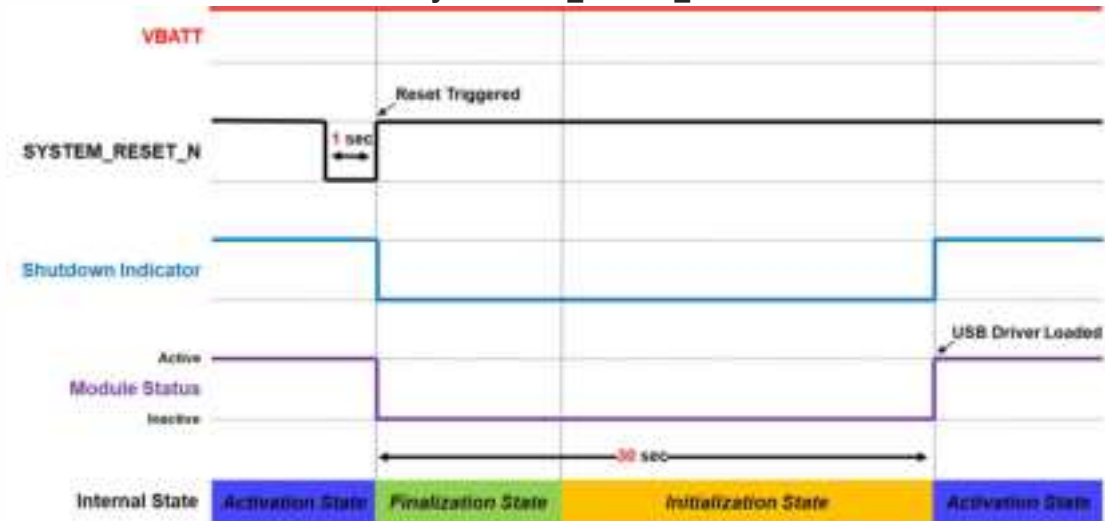 VBATT
Reset Triggered
1 sec
SYSTEM_RESET_N
Shutdown Indicator
USB Driver Loaded
Active
Module Status
Inactive
30 sec
Internal State Activation State Finalization State Initialization State Activation State